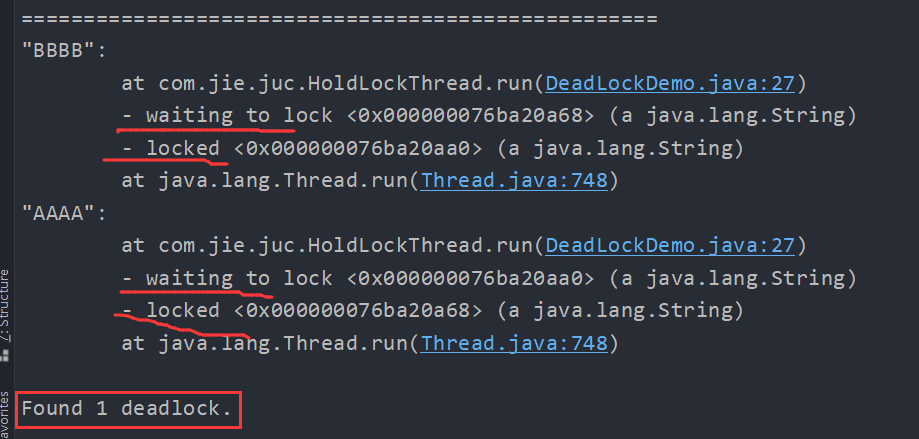 ===================================================
"BBBB":
at com.jie.juc.HoldLockThread.run(DeadLockDemo.java:27)
- waiting to lock <0x000000076ba20a68> (a java.lang.String)
- locked <0x000000076ba20aa0> (a java.lang.String)
at java.lang.Thread.run(Thread.java:748)
"AAAA":
at com.jie.juc.HoldLockThread.run(DeadLockDemo.java:27)
- waiting to lock <0x000000076ba20aa0> (a java.lang.String)
- locked <0x000000076ba20a68> (a java.lang.String)
at java.lang.Thread.run(Thread.java:748)
Found 1 deadlock.
7: Structure
avorites